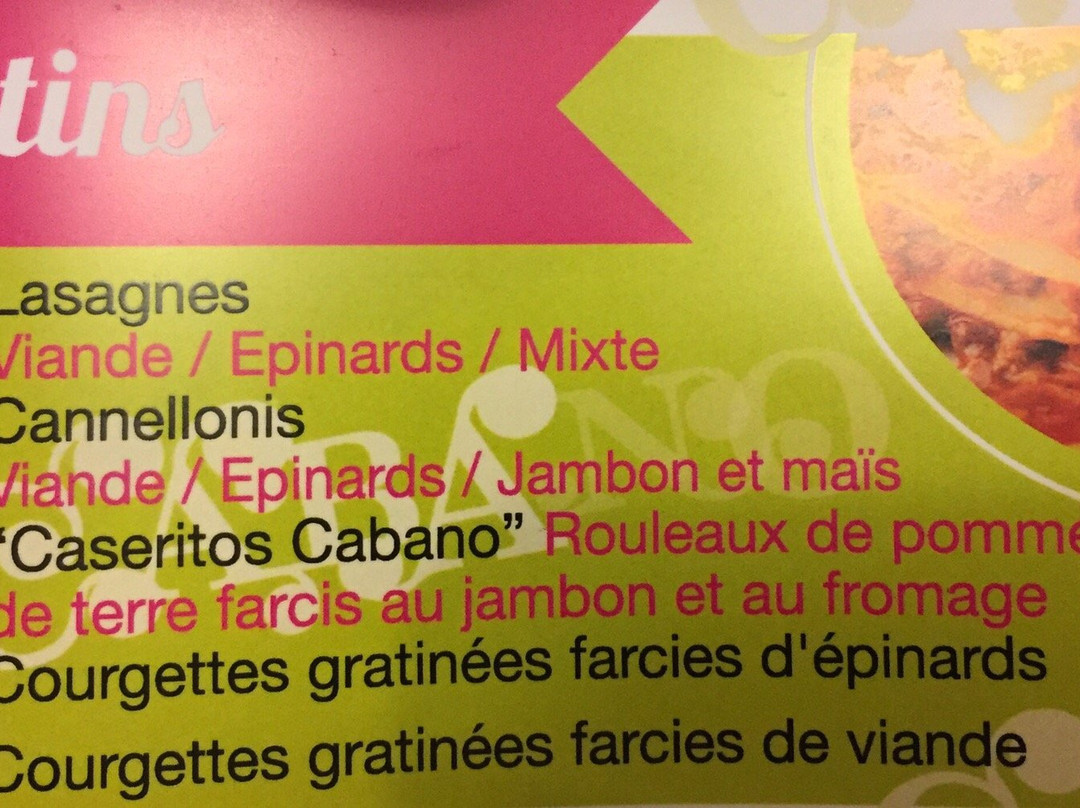 tins
Lasagnes
Viande / Epinards / Mixte
Cannellonis
Viande / Epinards / Jambon et maïs
“Caseritos Cabano” Rouleaux de pomme
de terre farcis au jambon et au fromage
Courgettes gratinées farcies d'épinards
Courgettes gratinées farcies de viande
CABANO